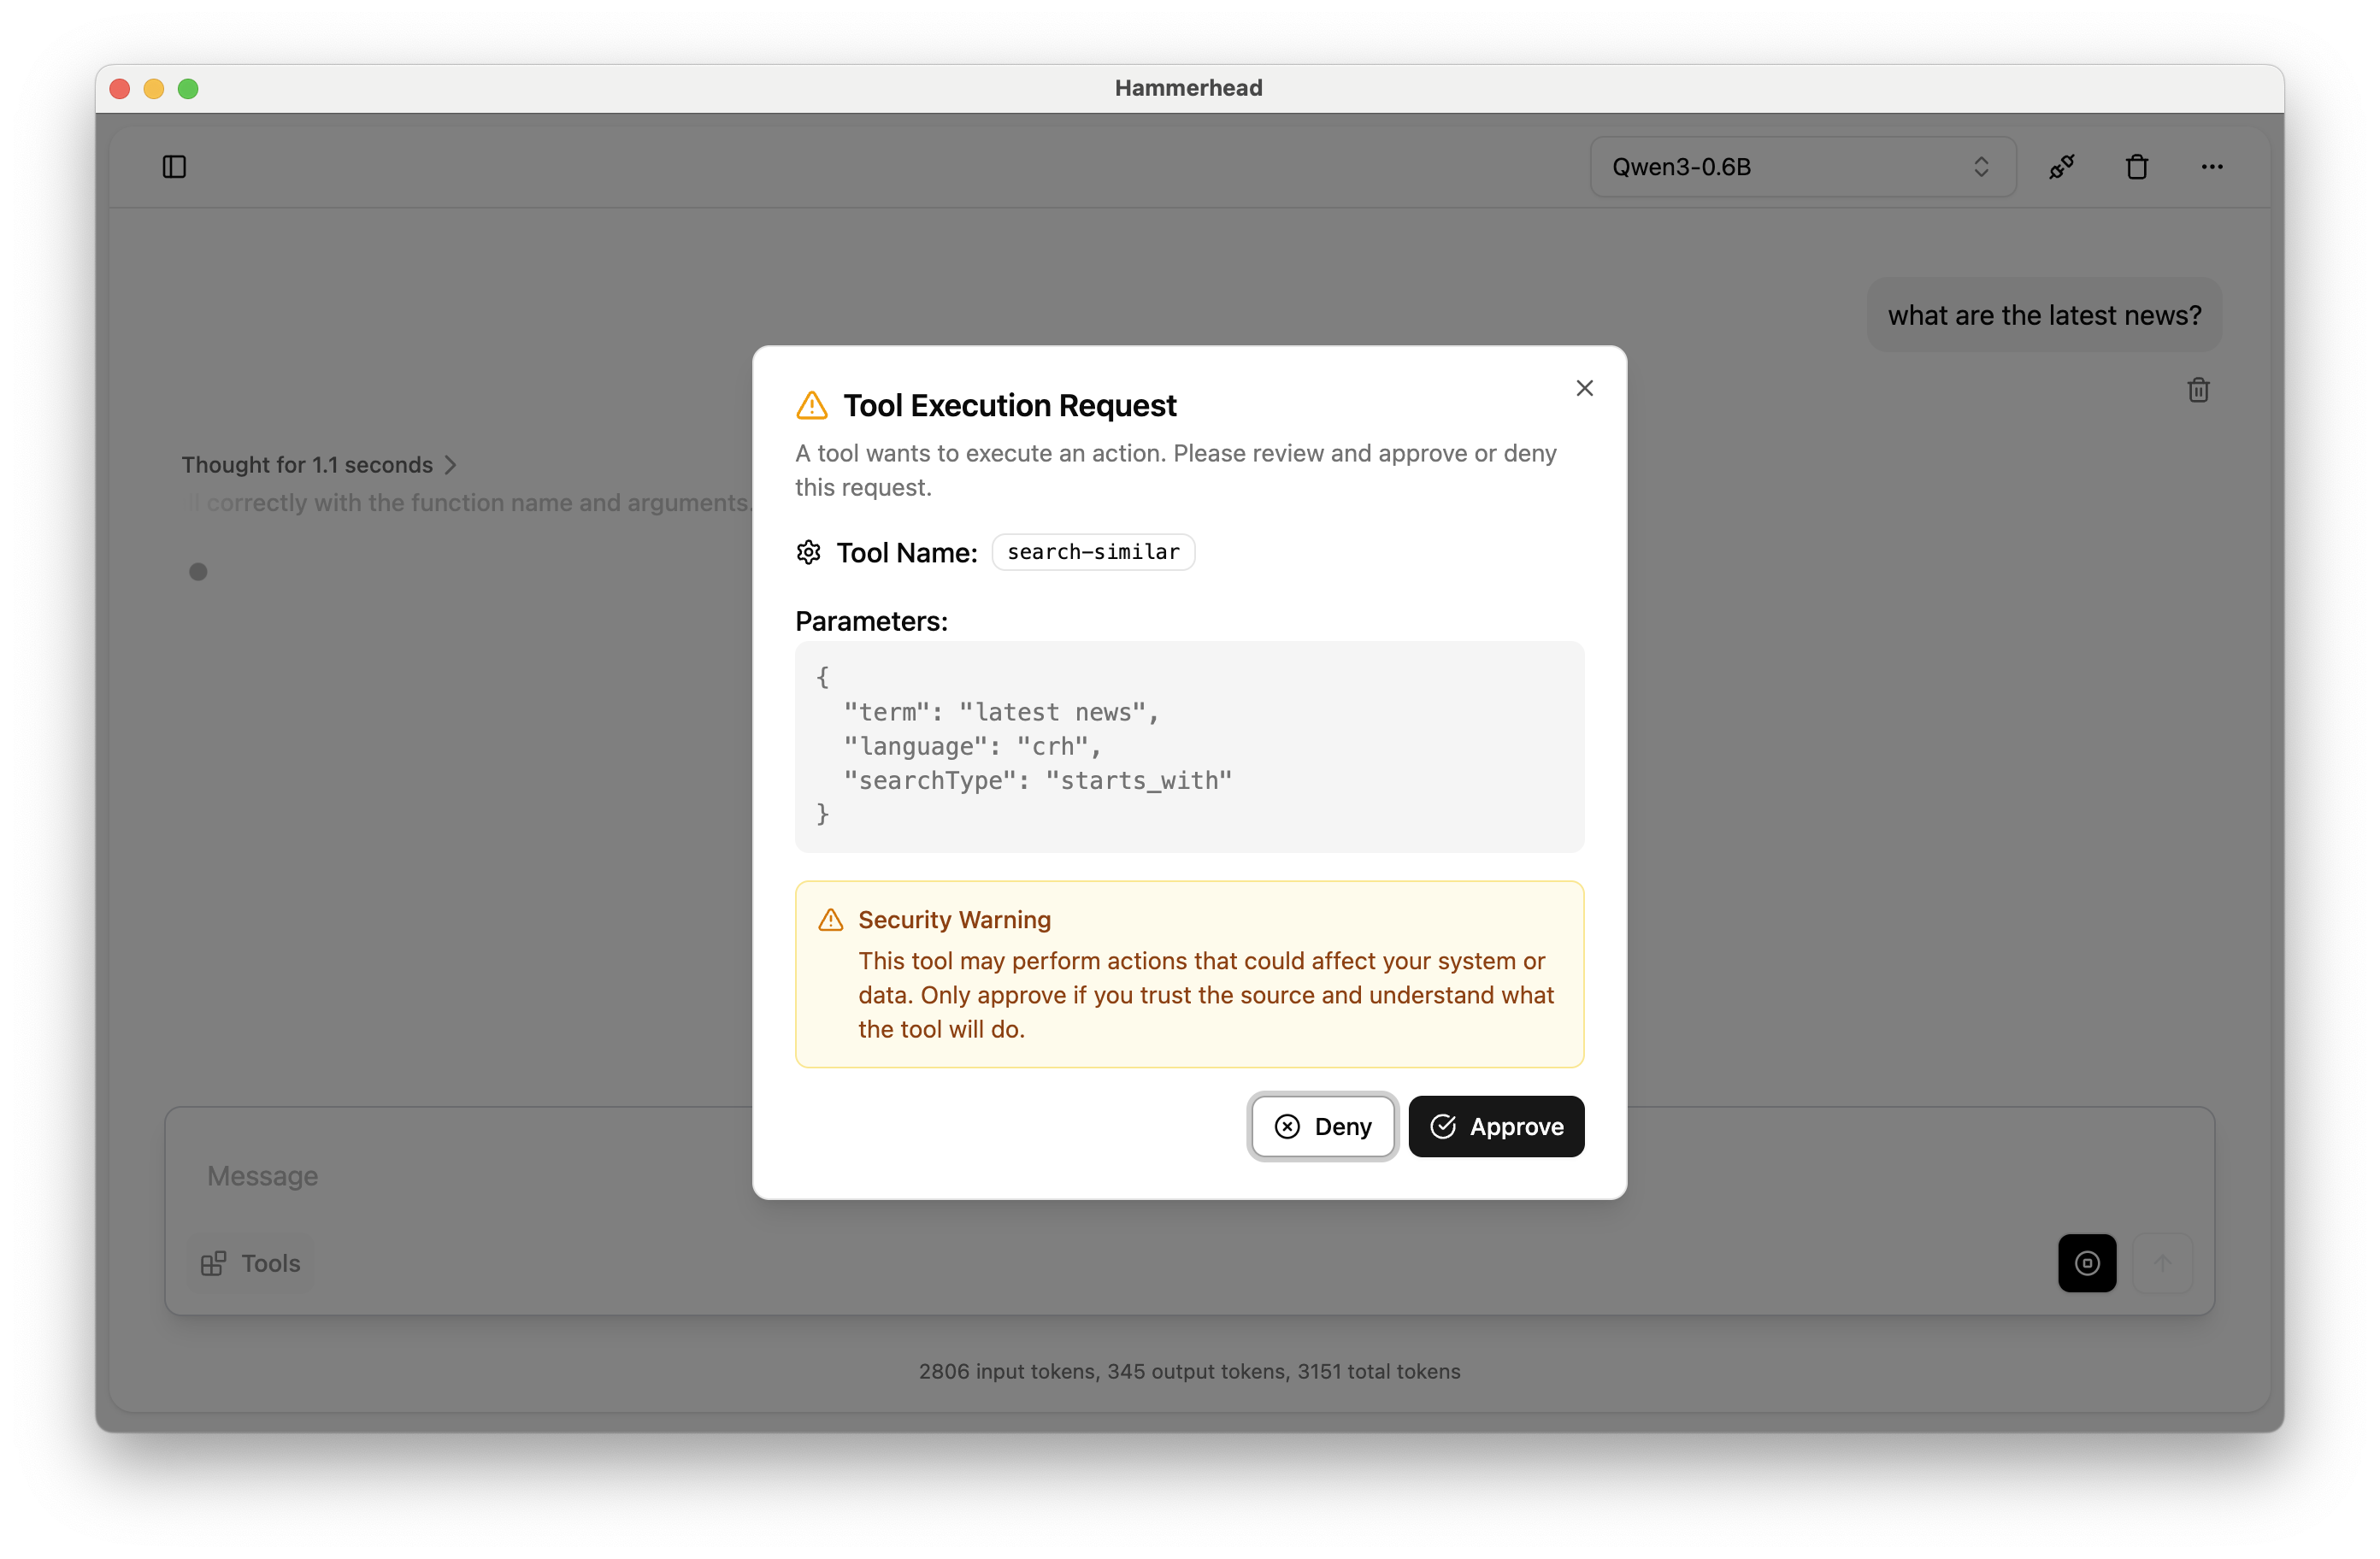 Hammerhead
Qwen3-0.6B
what are the latest news?
Thought for 1.1 seconds
correctly with the function name and arguments.
Tool Execution Request
A tool wants to execute an action. Please review and approve or deny
this request.
Tool Name: search-similar
Parameters:
{
"term": "latest news",
"language": "crh",
"searchType": "starts_with"
}
Security Warning
This tool may perform actions that could affect your system or
data. Only approve if you trust the source and understand what
the tool will do.
Deny Approve
Message
Tools
2806 input tokens, 345 output tokens, 3151 total tokens